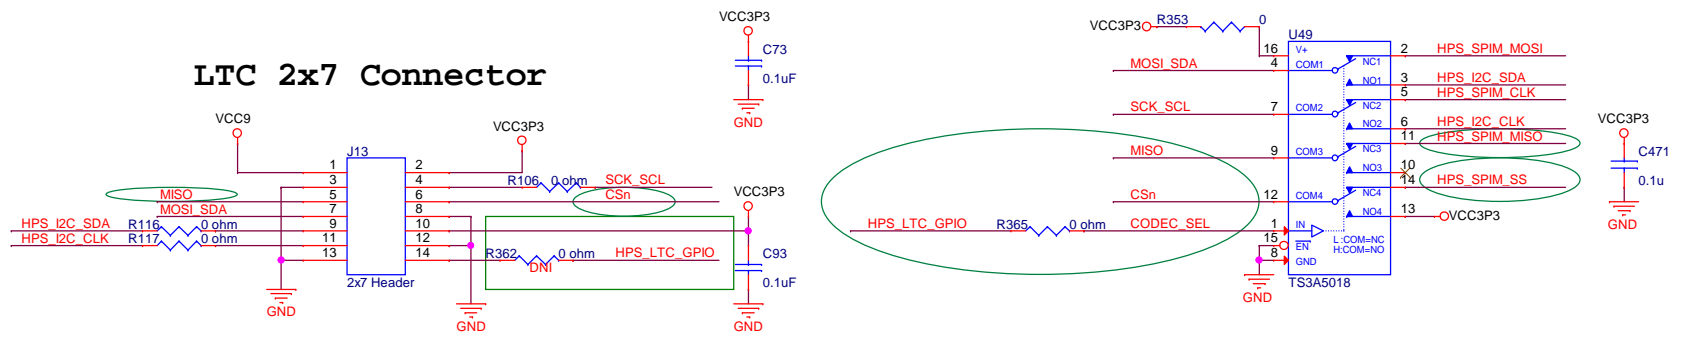 LTC 2x7 Connector
VCC3P3
C73
0.1uF
GND
VCC9
VCC3P3
J13
1
2
3
4
5
6
7
8
9
10
11
12
13
14
2x7 Header
MISO
MOSI_SDA
HPS_I2C_SDA
R116
0 ohm
HPS_I2C_CLK
R117
0 ohm
GND
R106
0 ohm
SCK_SCL
CSn
R362
0 ohm
DNI
HPS_LTC_GPIO
GND
VCC3P3
C93
0.1uF
GND
VCC3P3
R353
0
U49
16
V+
MOSI_SDA
4
COM1
SCK_SCL
7
COM2
MISO
9
COM3
CSn
12
COM4
HPS_LTC_GPIO
R365
0 ohm
CODEC_SEL
1
IN
15
EN
8
GND
GND
NC1
2
HPS_SPIM_MOSI
NO1
3
HPS_I2C_SDA
NC2
5
HPS_SPIM_CLK
NO2
6
HPS_I2C_CLK
NC3
11
HPS_SPIM_MISO
NO3
10
NC4
14
HPS_SPIM_SS
NO4
13
VCC3P3
L :COM=NC
H:COM=NO
TS3A5018
VCC3P3
C471
0.1u
GND